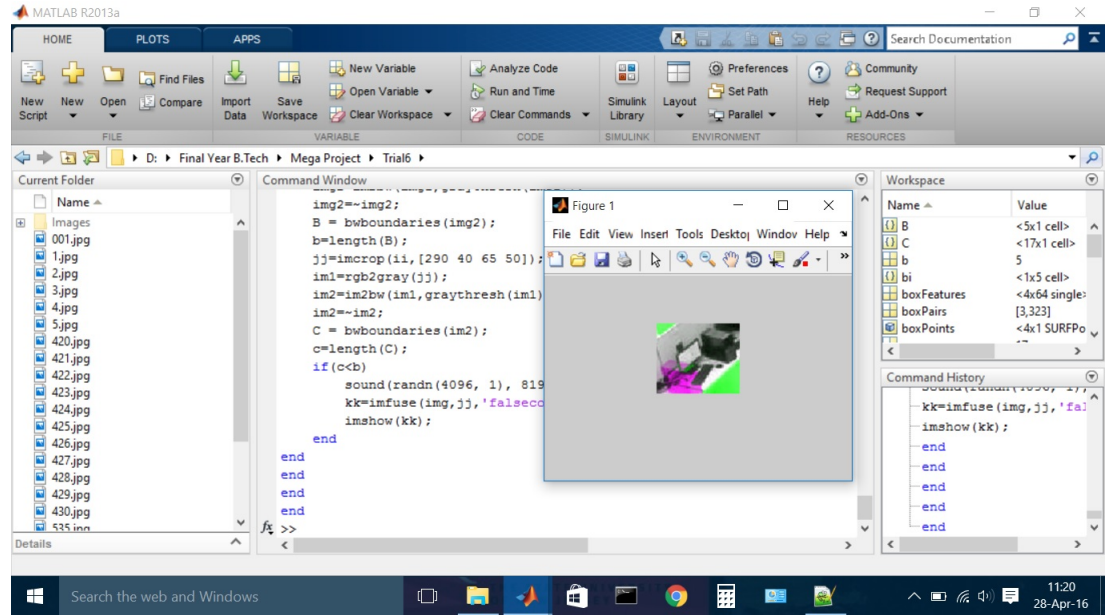 MATLAB R2013a
HOME PLOTS APPS Search Documentation
New Script
New
Open
Find Files
Compare
Import Data
Save Workspace
New Variable
Open Variable
Clear Workspace
Analyze Code
Run and Time
Clear Commands
Simulink Library
Layout
Preferences
Set Path
Parallel
Help
Community
Request Support
Add-Ons
FILE VARIABLE CODE SIMULINK ENVIRONMENT RESOURCES
D: Final Year B.Tech Mega Project Trial6
Current Folder
Name
Images
001.jpg
1.jpg
2.jpg
3.jpg
4.jpg
5.jpg
420.jpg
421.jpg
422.jpg
423.jpg
424.jpg
425.jpg
426.jpg
427.jpg
428.jpg
429.jpg
430.jpg
535.jpg
Details
Command Window
img2=~img2;
B = bwboundaries(img2);
b=length(B);
jj=imcrop(ii,[290 40 65 50]);
im1=rgb2gray(jj);
im2=im2bw(im1,graythresh(im1)
im2=~im2;
C = bwboundaries(im2);
c=length(C);
if(c<b)
sound(randn(4096, 1), 819
kk=imfuse(img,jj,'falseco
imshow(kk);
end
end
end
end
end
fx >>
Figure 1
File Edit View Insert Tools Desktop Window Help
Workspace
Name Value
B <5x1 cell>
C <17x1 cell>
b 5
bi <1x5 cell>
boxFeatures <4x64 single>
boxPairs [3,323]
boxPoints <4x1 SURFPo
Command History
kk=imfuse(img,jj,'fal
imshow(kk);
end
end
end
end
end
Search the web and Windows
11:20
28-Apr-16